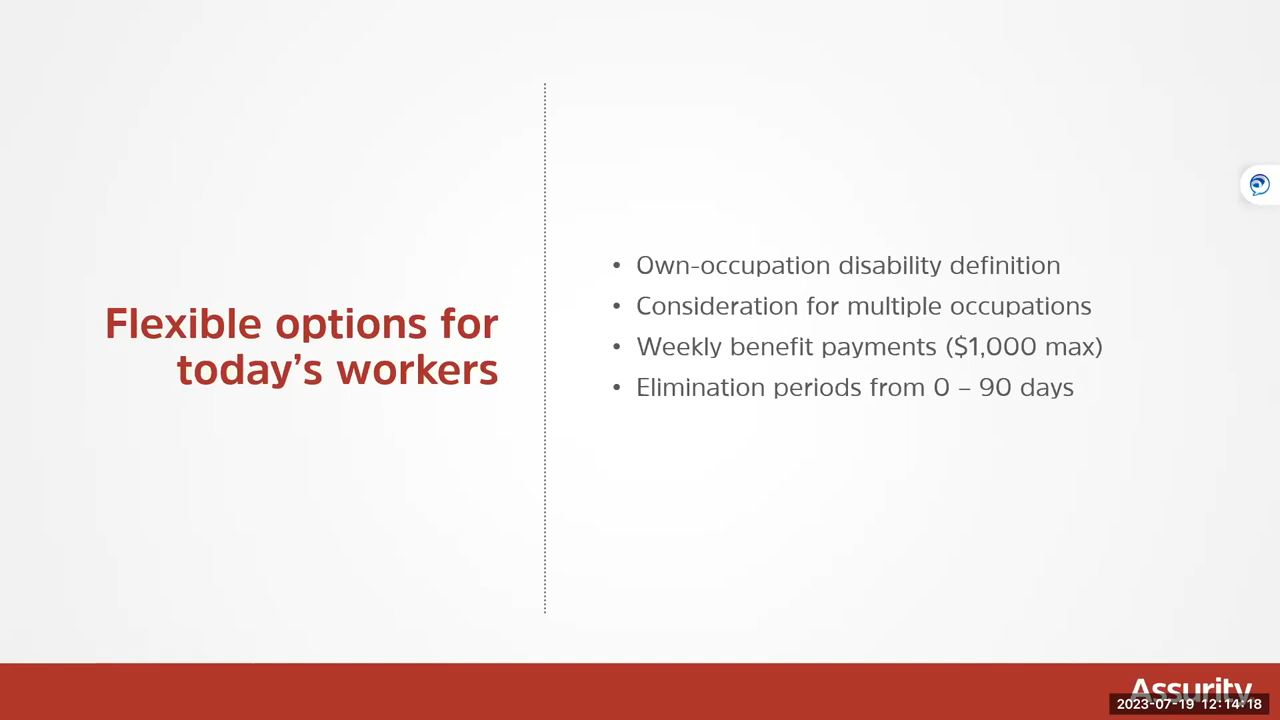 Flexible options for
today’s workers
• Own-occupation disability definition
• Consideration for multiple occupations
• Weekly benefit payments ($1,000 max)
• Elimination periods from 0 – 90 days
Assurity
2023-07-19 12:14:18